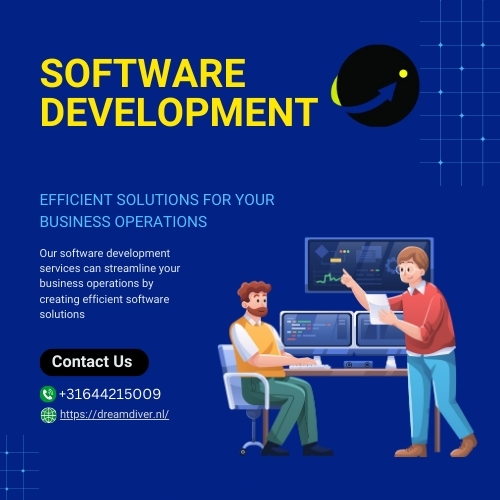 SOFTWARE
DEVELOPMENT
EFFICIENT SOLUTIONS FOR YOUR
BUSINESS OPERATIONS
Our software development
services can streamline your
business operations by
creating efficient software
solutions
Contact Us
+31644215009
https://dreamdiver.nl/